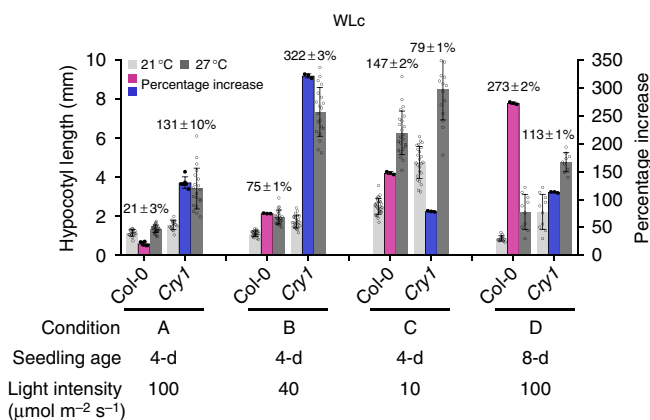 WLc
10
8
6
4
2
0
Hypocotyl length (mm)
21 °C 27 °C
Percentage increase
21±3%
131±10%
75±1%
322±3%
147±2%
79±1%
273±2%
113±1%
350
300
250
200
150
100
50
0
Percentage increase
Col-0 Cry1 Col-0 Cry1 Col-0 Cry1 Col-0 Cry1
Condition A B C D
Seedling age 4-d 4-d 4-d 8-d
Light intensity 100 40 10 100
(μmol m⁻² s⁻¹)